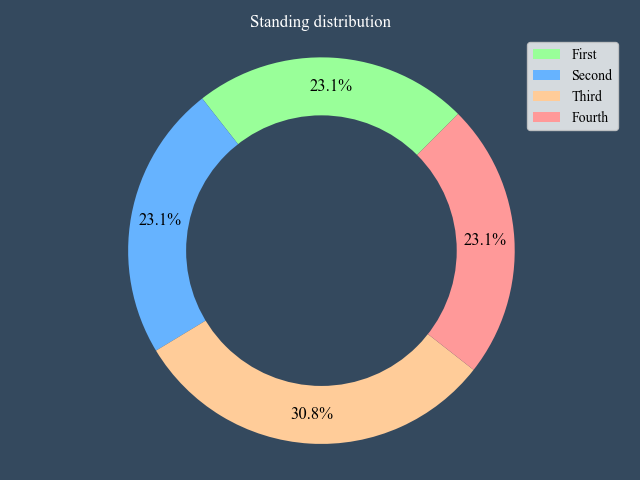 Standing distribution
First
Second
Third
Fourth
23.1%
23.1%
23.1%
30.8%